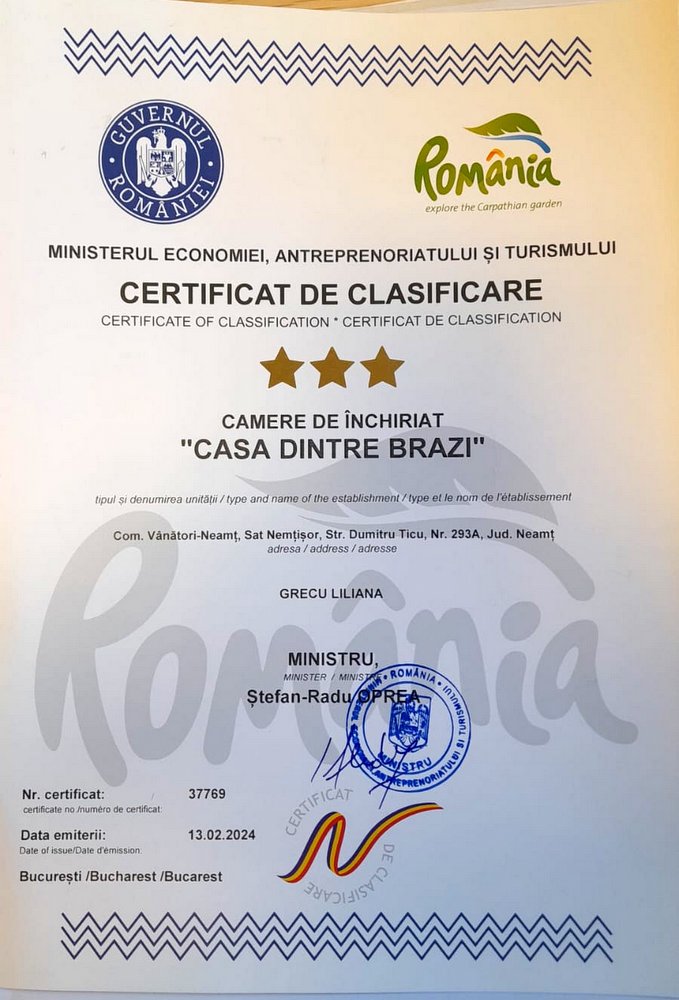 GUVERNUL
ROMÂNIEI
România
explore the Carpathian garden
MINISTERUL ECONOMIEI, ANTREPRENORIATULUI ȘI TURISMULUI
CERTIFICAT DE CLASIFICARE
CERTIFICATE OF CLASSIFICATION * CERTIFICAT DE CLASSIFICATION
CAMERE DE ÎNCHIRIAT
"CASA DINTRE BRAZI"
tipul și denumirea unității / type and name of the establishment / type et le nom de l'établissement
Com. Vânători-Neamț, Sat Nemțișor, Str. Dumitru Ticu, Nr. 293A, Jud. Neamț
adresa / address / adresse
GRECU LILIANA
România
MINISTRU,
MINISTER / MINISTRE
Ștefan-Radu OPREA
ROMÂNIA
ANTREPRENORIATULUI ȘI TURISMULUI
MINISTRU
Nr. certificat: 37769
certificate no /numéro de certificat:
Data emiterii: 13.02.2024
Date of issue/Date d'émission:
București /Bucharest /Bucarest
CERTIFICAT
DE CLASIFICARE